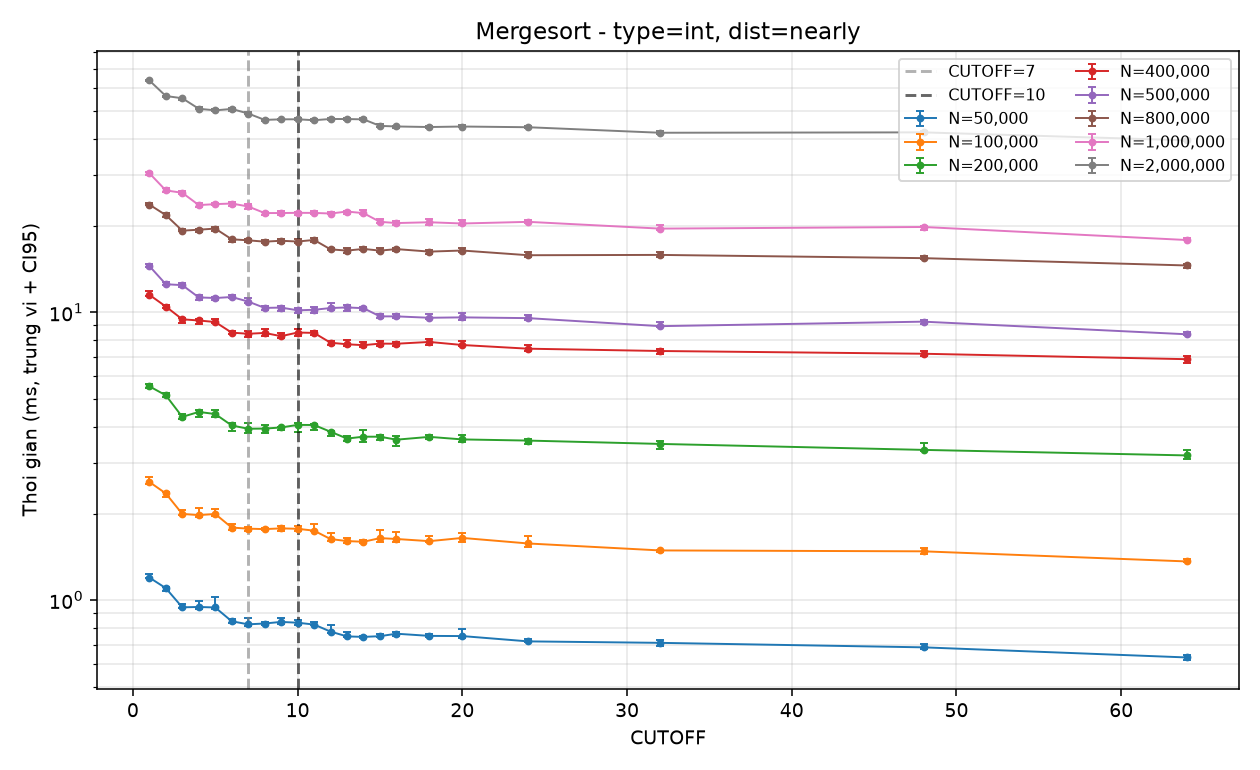 Mergesort - type=int, dist=nearly
CUTOFF=7
CUTOFF=10
N=50,000
N=100,000
N=200,000
N=400,000
N=500,000
N=800,000
N=1,000,000
N=2,000,000
Thoi gian (ms, trung vi + CI95)
10¹
10⁰
0 10 20 30 40 50 60
CUTOFF